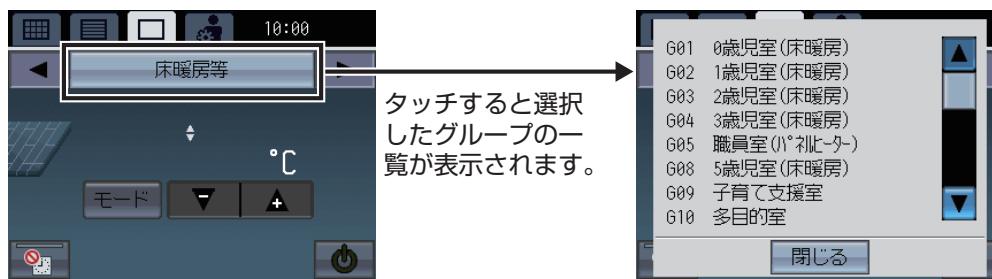 10:00
床暖房等
℃
モード
タッチすると選択
したグループの一
覧が表示されます。
G01 0歳児室(床暖房)
G02 1歳児室(床暖房)
G03 2歳児室(床暖房)
G04 3歳児室(床暖房)
G05 職員室(ﾊﾟﾈﾙﾋｰﾀｰ)
G08 5歳児室(床暖房)
G09 子育て支援室
G10 多目的室
閉じる